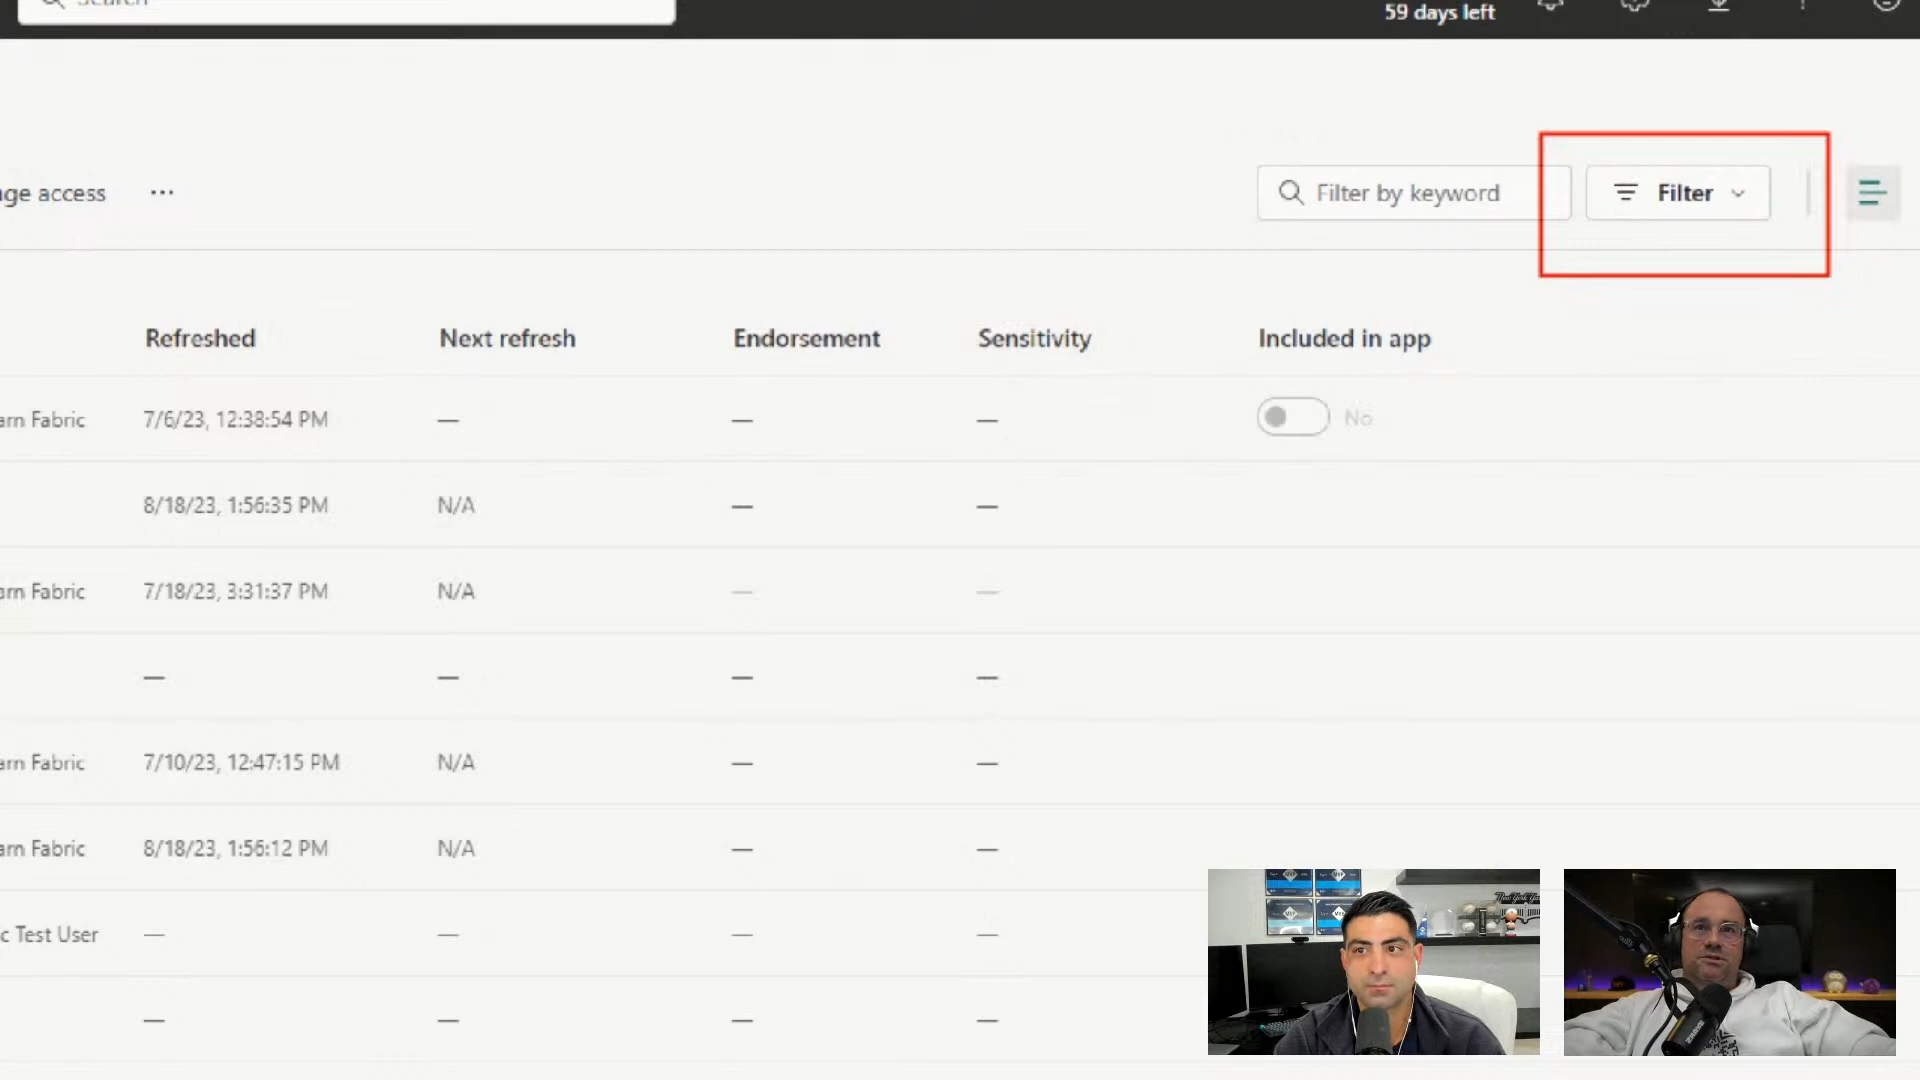 Search
59 days left
ge access
Filter by keyword
Filter
Refreshed Next refresh Endorsement Sensitivity Included in app
arn Fabric 7/6/23, 12:38:54 PM — — — No
8/18/23, 1:56:35 PM N/A — —
arn Fabric 7/18/23, 3:31:37 PM N/A — —
— — — —
arn Fabric 7/10/23, 12:47:15 PM N/A — —
arn Fabric 8/18/23, 1:56:12 PM N/A — —
c Test User — — — —
— — — —